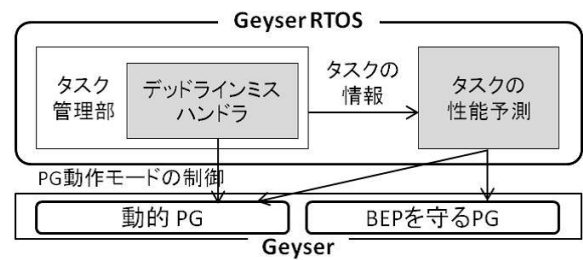 Geyser RTOS
タスク
管理部
デッドラインミス
ハンドラ
タスクの
情報
タスクの
性能予測
PG動作モードの制御
動的 PG
BEPを守るPG
Geyser